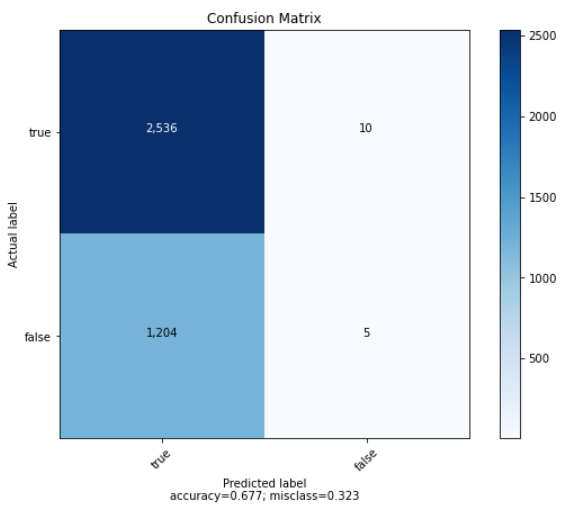 Confusion Matrix
true
2,536
10
false
1,204
5
Actual label
true
false
Predicted label
accuracy=0.677; misclass=0.323
2500
2000
1500
1000
500